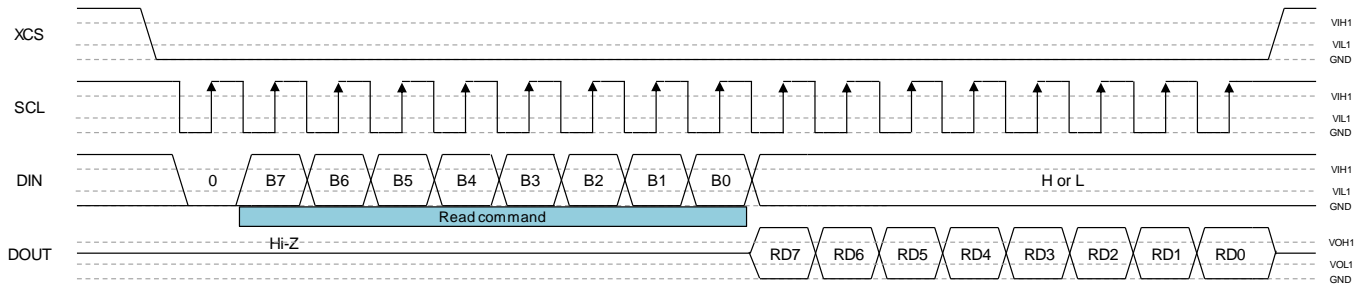 XCS
VIH1
VIL1
GND
SCL
VIH1
VIL1
GND
DIN
0 B7 B6 B5 B4 B3 B2 B1 B0 H or L
VIH1
VIL1
GND
Read command
DOUT
Hi-Z
RD7 RD6 RD5 RD4 RD3 RD2 RD1 RD0
VOH1
VOL1
GND